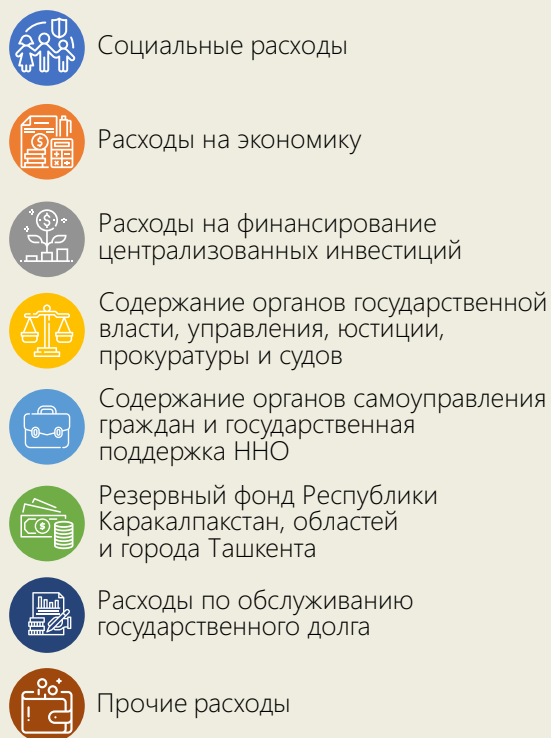 Социальные расходы
Расходы на экономику
Расходы на финансирование
централизованных инвестиций
Содержание органов государственной
власти, управления, юстиции,
прокуратуры и судов
Содержание органов самоуправления
граждан и государственная
поддержка ННО
Резервный фонд Республики
Каракалпакстан, областей
и города Ташкента
Расходы по обслуживанию
государственного долга
Прочие расходы